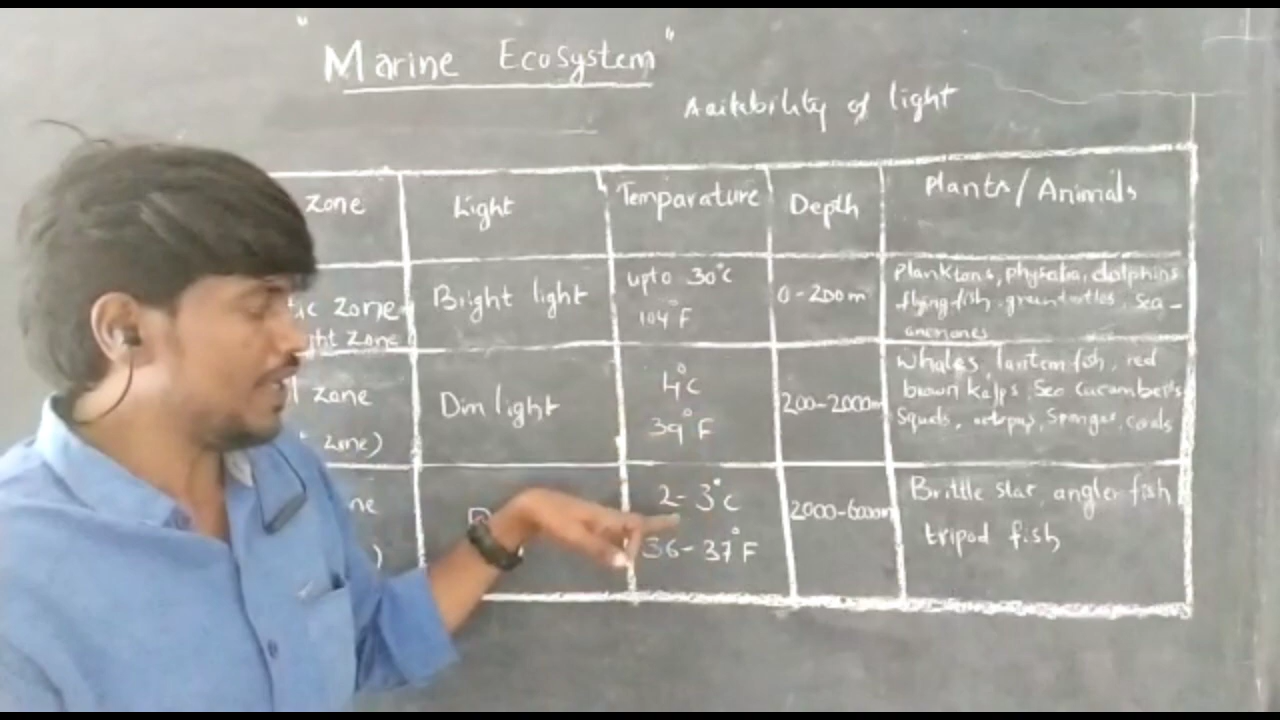 "Marine Ecosystem"
Aailability of light
Zone Light Temparature Depth Plants/Animals
tic zone Bright light upto 30°C 0-200m Planktons, physalia, dolphins
ght zone 104°F flying fish, green turtles, Sea-
anemones
l zone Dim light 4°C 200-2000m Whales, lantern fish, red
brown kelps, Sea Cucambers
zone) 39°F Squids, octopus, Sponges, corals
ne 2-3°C 2000-6000m Brittle star, angler fish
) 36-37°F tripod fish